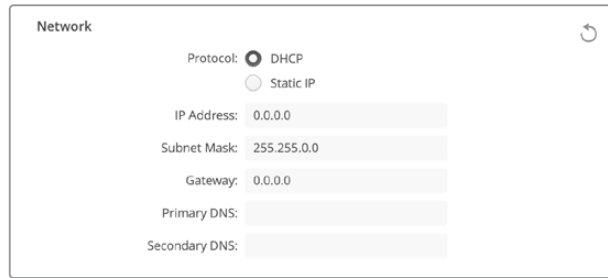 Network
Protocol: DHCP
Static IP
IP Address: 0.0.0.0
Subnet Mask: 255.255.0.0
Gateway: 0.0.0.0
Primary DNS:
Secondary DNS: